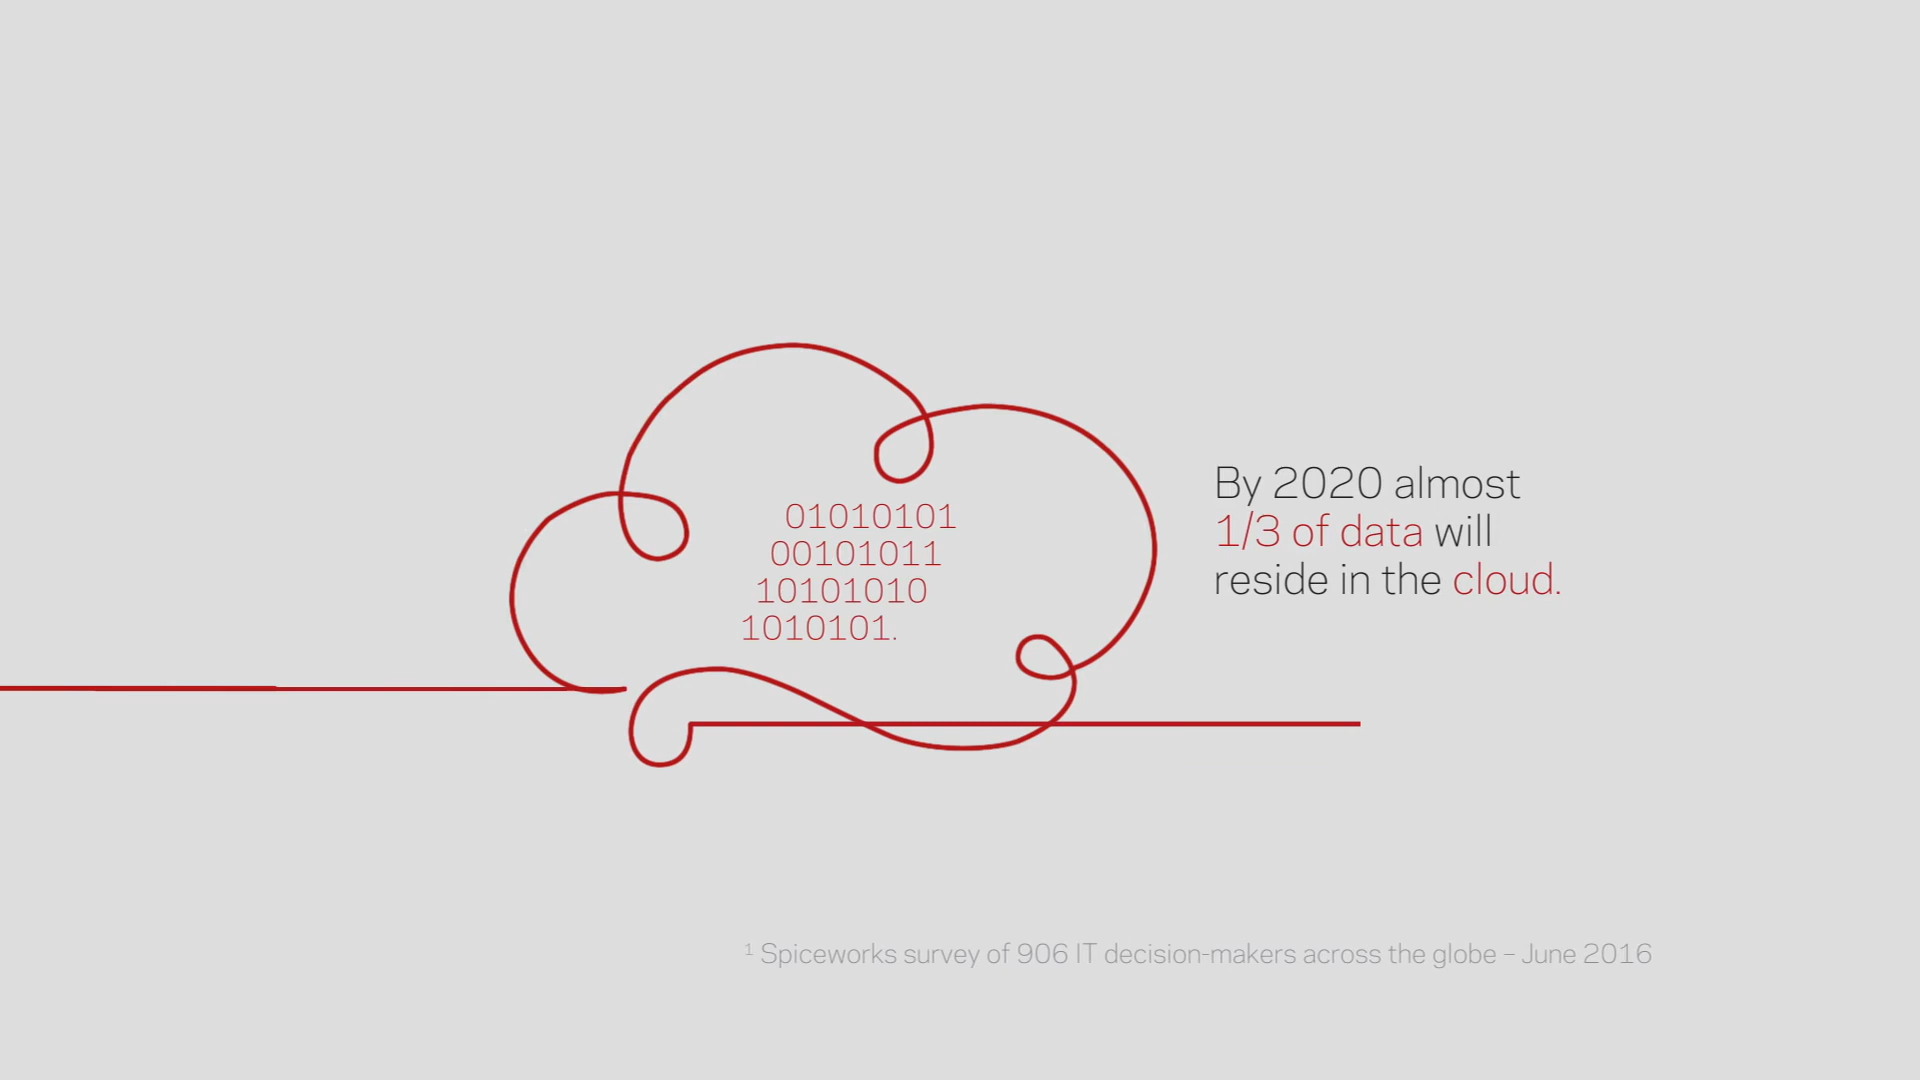 01010101
00101011
10101010
1010101.
By 2020 almost
1/3 of data will
reside in the cloud.
¹ Spiceworks survey of 906 IT decision-makers across the globe – June 2016